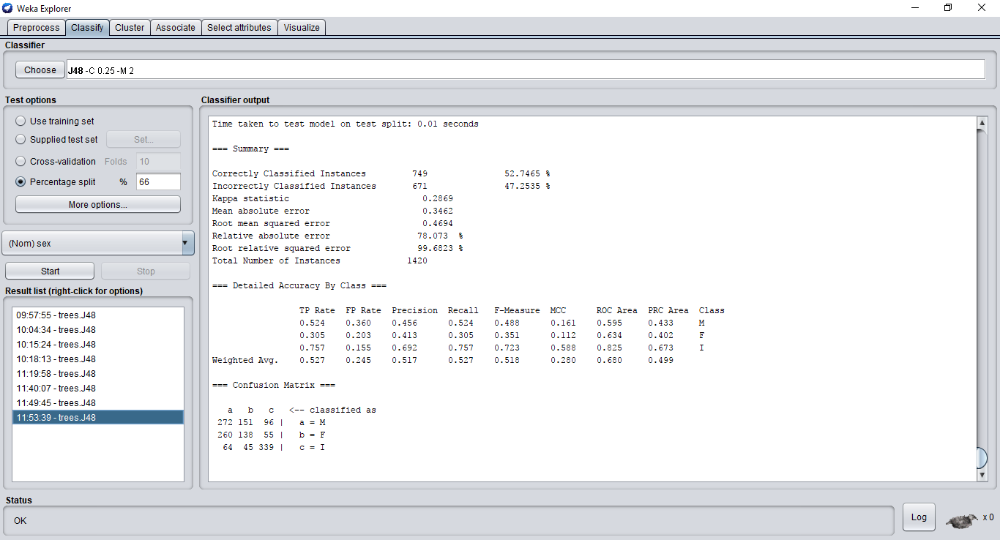 Weka Explorer
Preprocess Classify Cluster Associate Select attributes Visualize
Classifier
Choose J48 -C 0.25 -M 2
Test options
Use training set
Supplied test set Set...
Cross-validation Folds 10
Percentage split % 66
More options...
(Nom) sex
Start Stop
Result list (right-click for options)
09:57:55 - trees.J48
10:04:34 - trees.J48
10:15:24 - trees.J48
10:18:13 - trees.J48
11:19:58 - trees.J48
11:40:07 - trees.J48
11:49:45 - trees.J48
11:53:39 - trees.J48
Classifier output
Time taken to test model on test split: 0.01 seconds
=== Summary ===
Correctly Classified Instances 749 52.7465 %
Incorrectly Classified Instances 671 47.2535 %
Kappa statistic 0.2869
Mean absolute error 0.3462
Root mean squared error 0.4694
Relative absolute error 78.073 %
Root relative squared error 99.6823 %
Total Number of Instances 1420
=== Detailed Accuracy By Class ===
TP Rate FP Rate Precision Recall F-Measure MCC ROC Area PRC Area Class
0.524 0.360 0.456 0.524 0.488 0.161 0.595 0.433 M
0.305 0.203 0.413 0.305 0.351 0.112 0.634 0.402 F
0.757 0.155 0.692 0.757 0.723 0.588 0.825 0.673 I
Weighted Avg. 0.527 0.245 0.517 0.527 0.518 0.280 0.680 0.499
=== Confusion Matrix ===
a b c <-- classified as
272 151 96 | a = M
260 138 55 | b = F
64 45 339 | c = I
Status
OK
Log x 0